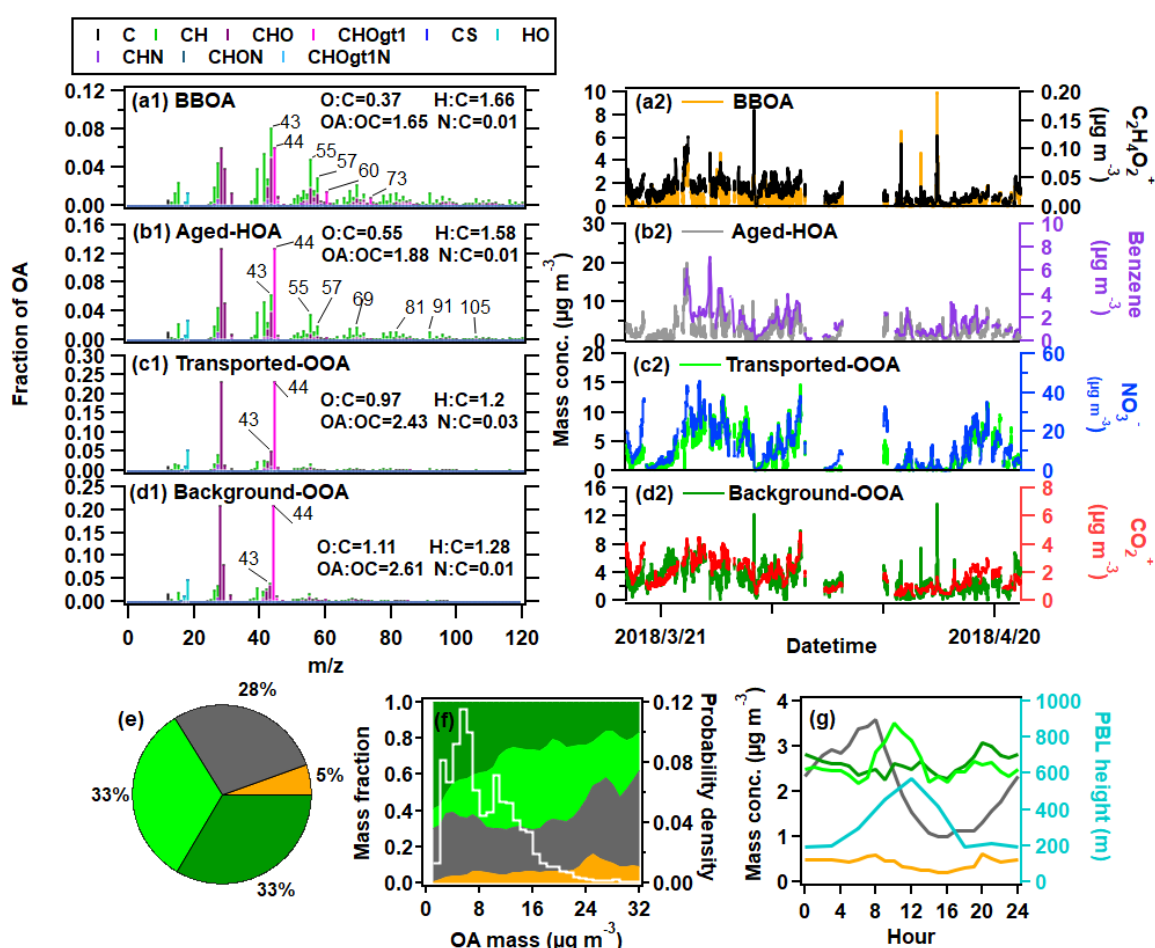 C CH CHO CHOgt1 CS HO
CHN CHON CHOgt1N
Fraction of OA
0.12
0.08
0.04
0.00
(a1) BBOA
O:C=0.37 H:C=1.66
OA:OC=1.65 N:C=0.01
43
44
55
57
60
73
0.16
0.12
0.08
0.04
0.00
(b1) Aged-HOA
O:C=0.55 H:C=1.58
OA:OC=1.88 N:C=0.01
44
43
55
57
69
81
91
105
0.30
0.25
0.20
0.15
0.10
0.05
0.00
(c1) Transported-OOA
O:C=0.97 H:C=1.2
OA:OC=2.43 N:C=0.03
44
43
0.25
0.20
0.15
0.10
0.05
0.00
(d1) Background-OOA
O:C=1.11 H:C=1.28
OA:OC=2.61 N:C=0.01
44
43
0 20 40 60 80 100 120
m/z
Mass conc. (µg m⁻³)
10
8
6
4
2
0
(a2) BBOA
0.20
0.15
0.10
0.05
0.00
C₂H₄O₂⁺
(µg m⁻³)
30
20
10
0
(b2) Aged-HOA
10
8
6
4
2
0
Benzene
(µg m⁻³)
20
15
10
5
0
(c2) Transported-OOA
60
40
20
0
NO₃⁻
(µg m⁻³)
16
12
8
4
0
(d2) Background-OOA
8
6
4
2
0
CO₂⁺
(µg m⁻³)
2018/3/21 2018/4/20
Datetime
(e)
28%
5%
33%
33%
(f)
Mass fraction
1.0
0.8
0.6
0.4
0.2
0.0
0.12
0.08
0.04
0.00
Probability density
0 8 16 24 32
OA mass (µg m⁻³)
(g)
Mass conc. (µg m⁻³)
4
3
2
1
0
1000
800
600
400
200
0
PBL height (m)
0 4 8 12 16 20 24
Hour